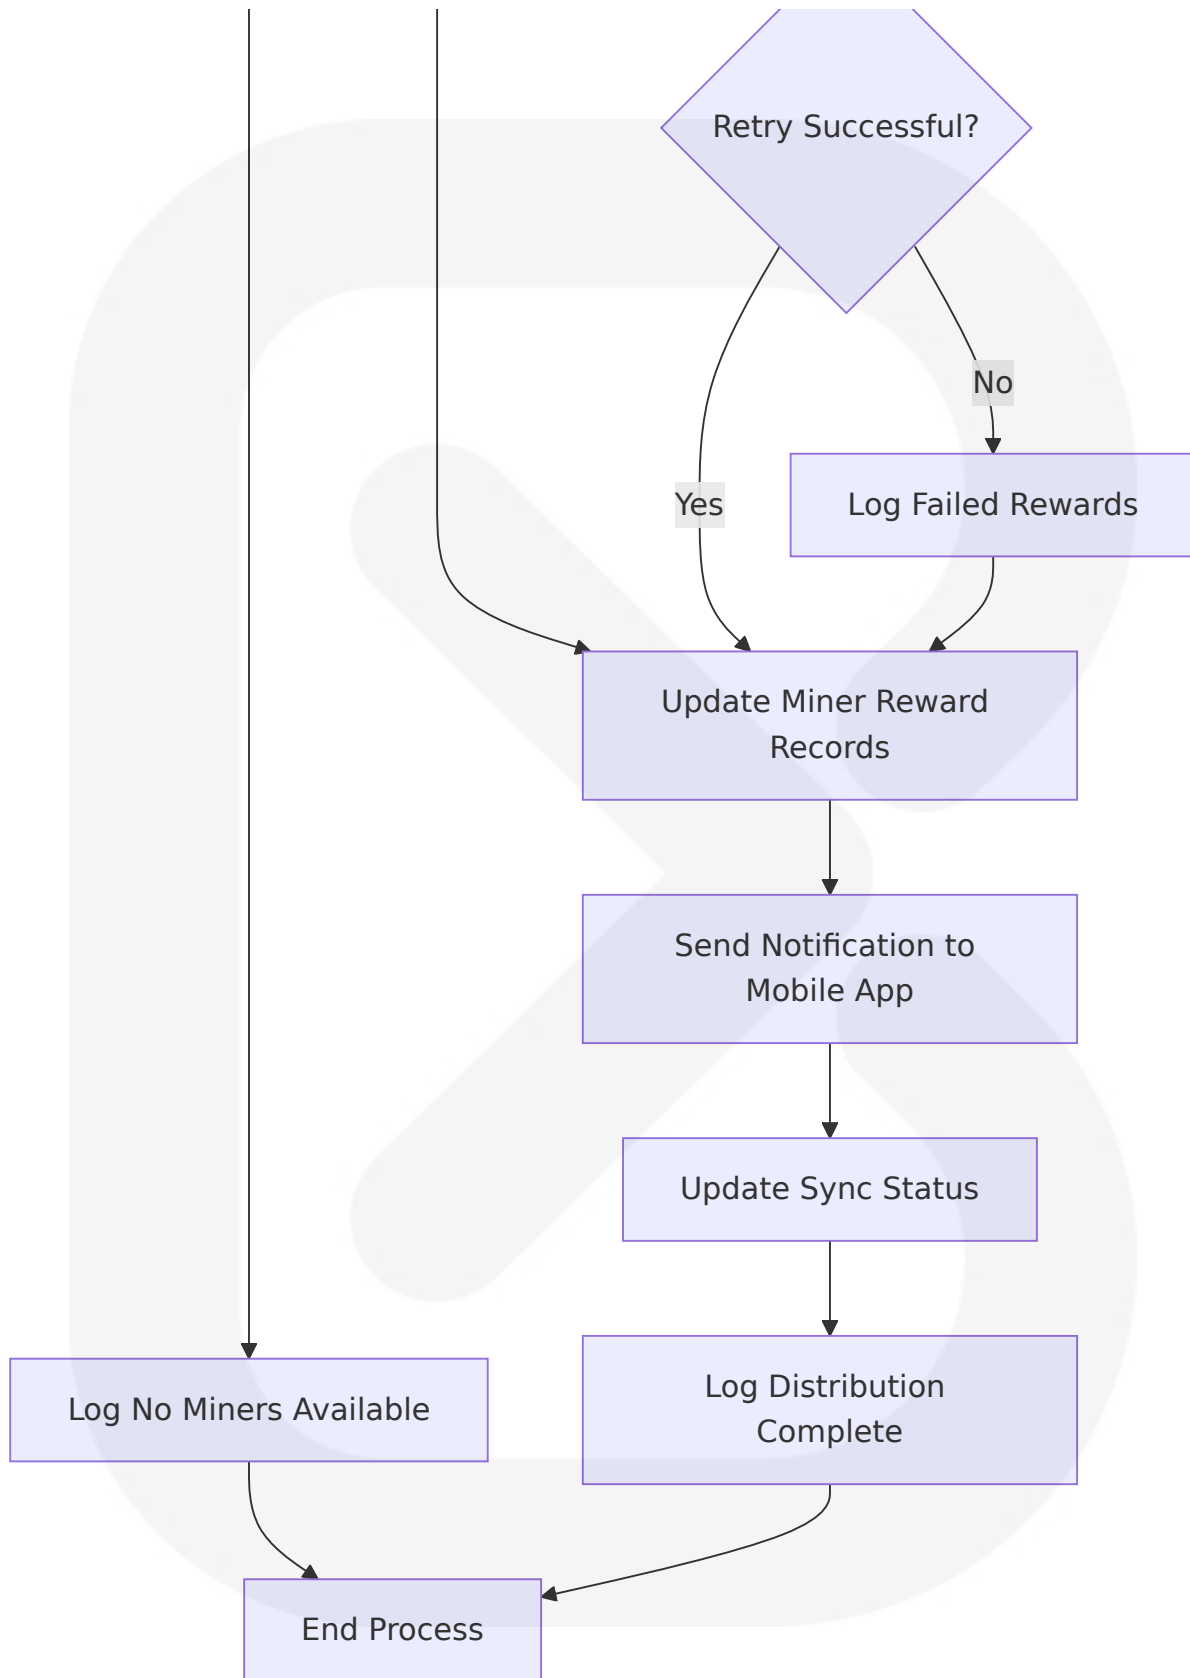 Retry Successful?
No
Yes
Log Failed Rewards
Update Miner Reward
Records
Send Notification to
Mobile App
Update Sync Status
Log Distribution
Complete
Log No Miners Available
End Process